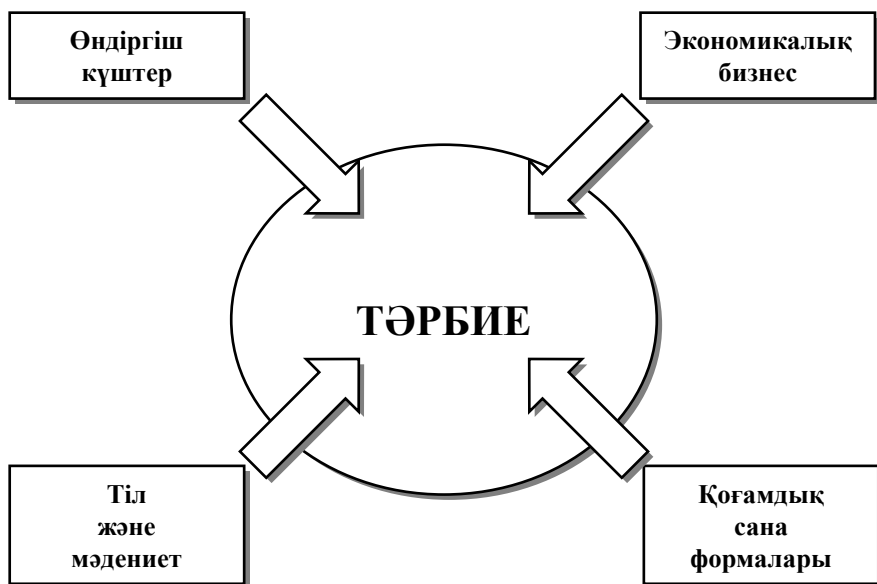 Өндіргіш
күштер
Экономикалық
бизнес
ТӘРБИЕ
Тіл
және
мәдениет
Қоғамдық
сана
формалары